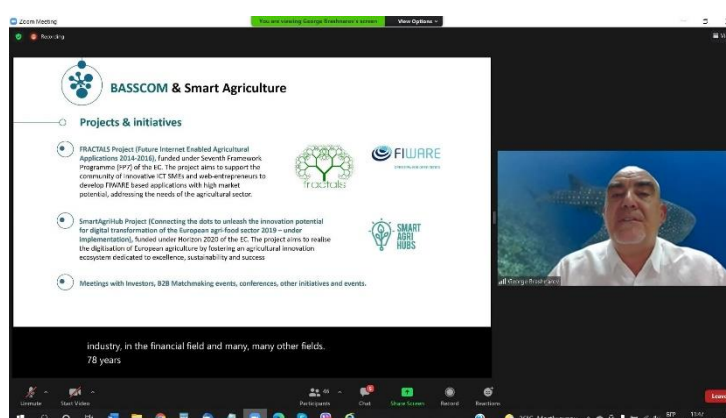 Zoom Meeting
You are viewing George Brashnarov's screen
View Options
Recording
BASSCOM & Smart Agriculture
Projects & initiatives
FRACTALS Project (Future Internet Enabled Agricultural
Applications 2014-2016), funded under Seventh Framework
Programme (FP7) of the EC. The project aims to support the
community of innovative ICT SMEs and web-entrepreneurs to
develop FIWARE based applications with high market
potential, addressing the needs of the agricultural sector.
fractals
FIWARE
SmartAgriHub Project (Connecting the dots to unleash the innovation potential
for digital transformation of the European agri-food sector 2019 – under
implementation), funded under Horizon 2020 of the EC. The project aims to realise
the digitisation of European agriculture by fostering an agricultural innovation
ecosystem dedicated to excellence, sustainability and success
SMART
AGRI
HUBS
Meetings with Investors, B2B Matchmaking events, conferences, other initiatives and events.
George Brashnarov
industry, in the financial field and many, many other fields.
78 years
Unmute
Start Video
Participants
Chat
Share Screen
Record
Reactions
Leave
11:42